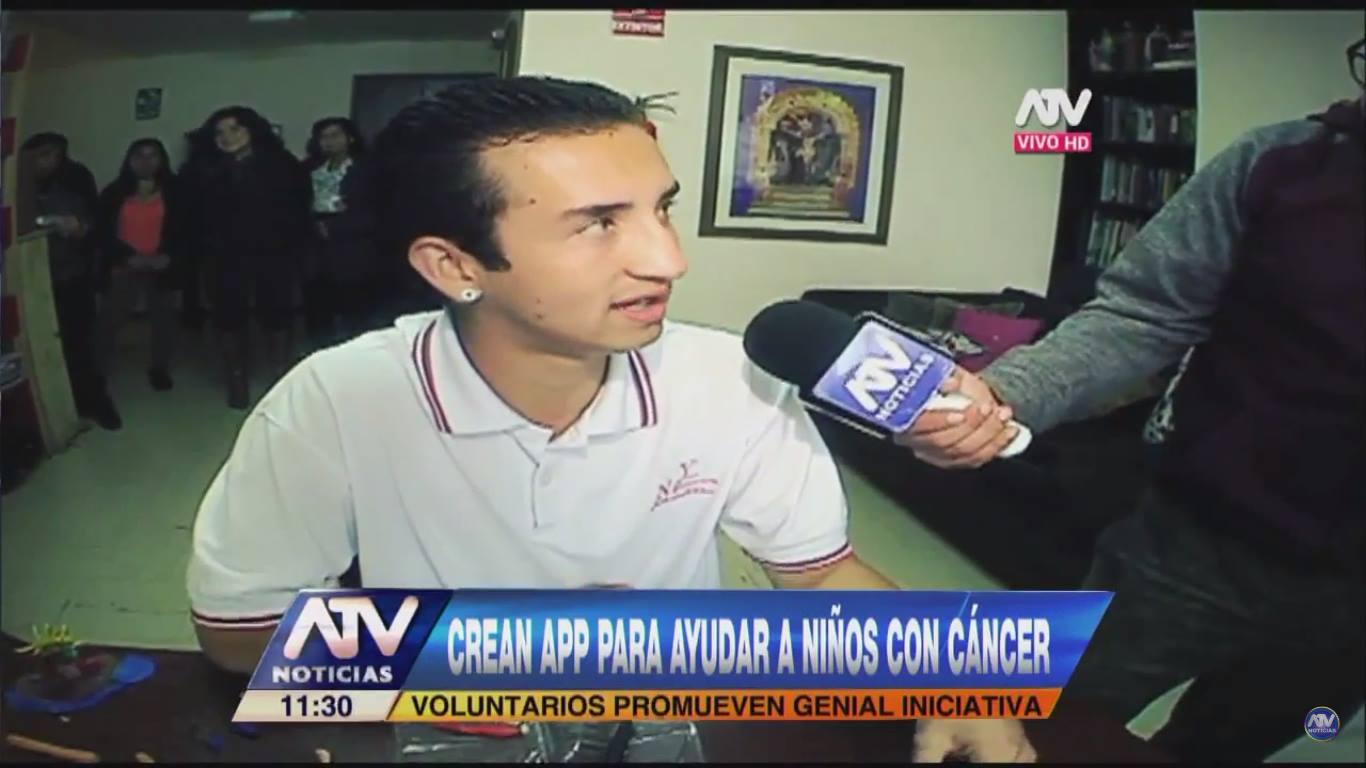 EXTINTOR
ATV
VIVO HD
ATV
NOTICIAS
N Y
ATV
NOTICIAS
CREAN APP PARA AYUDAR A NIÑOS CON CÁNCER
11:30
VOLUNTARIOS PROMUEVEN GENIAL INICIATIVA
ATV
NOTICIAS